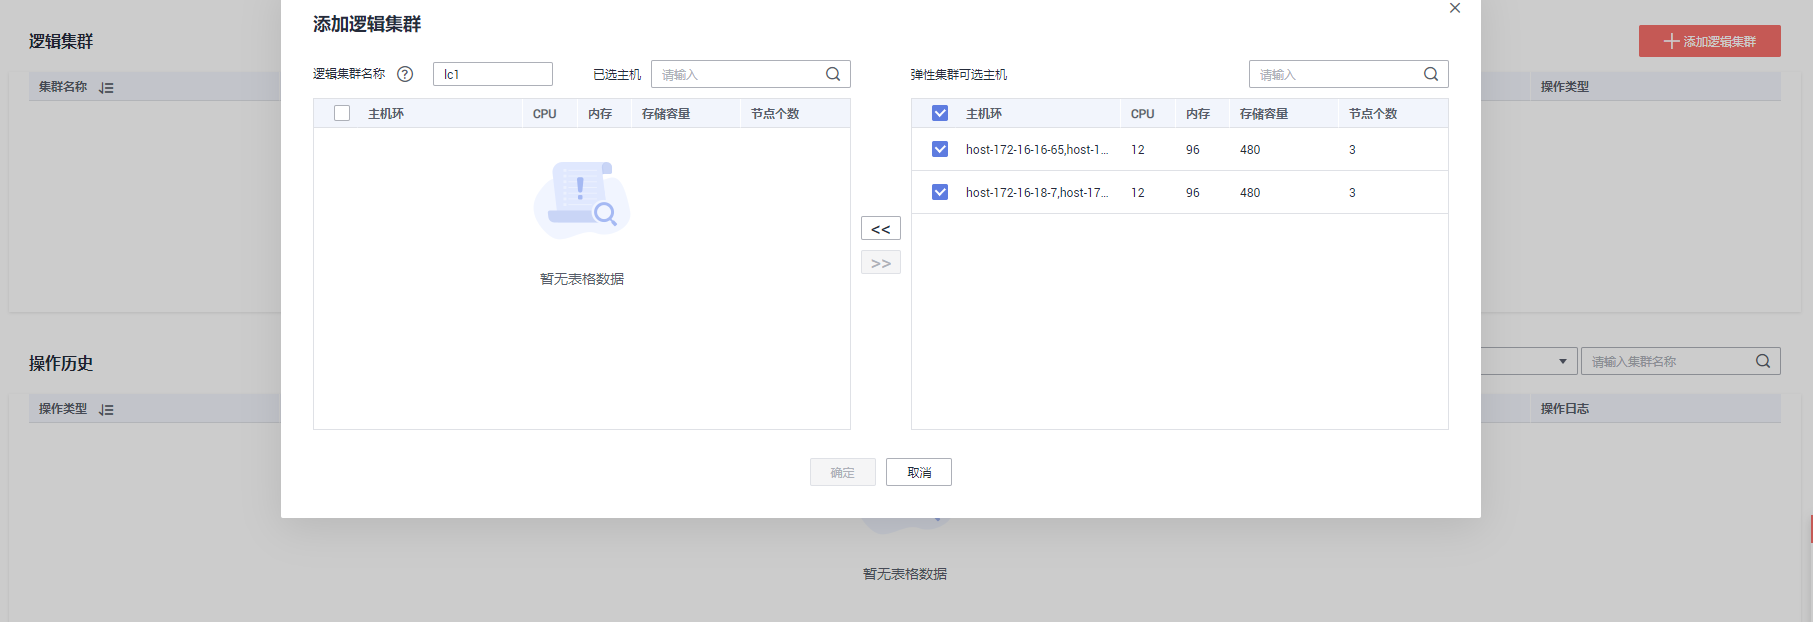 添加逻辑集群
逻辑集群
添加逻辑集群
逻辑集群名称 ? lc1 已选主机 请输入 弹性集群可选主机 请输入
集群名称 操作类型
主机环 CPU 内存 存储容量 节点个数 主机环 CPU 内存 存储容量 节点个数
host-172-16-16-65,host-1... 12 96 480 3
host-172-16-18-7,host-17... 12 96 480 3
<<
>>
暂无表格数据
操作历史 请输入集群名称
操作类型 操作日志
确定 取消
暂无表格数据